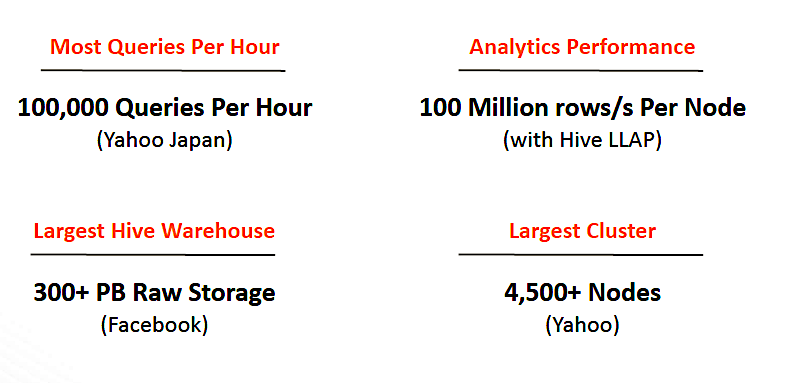 Most Queries Per Hour
100,000 Queries Per Hour
(Yahoo Japan)
Analytics Performance
100 Million rows/s Per Node
(with Hive LLAP)
Largest Hive Warehouse
300+ PB Raw Storage
(Facebook)
Largest Cluster
4,500+ Nodes
(Yahoo)